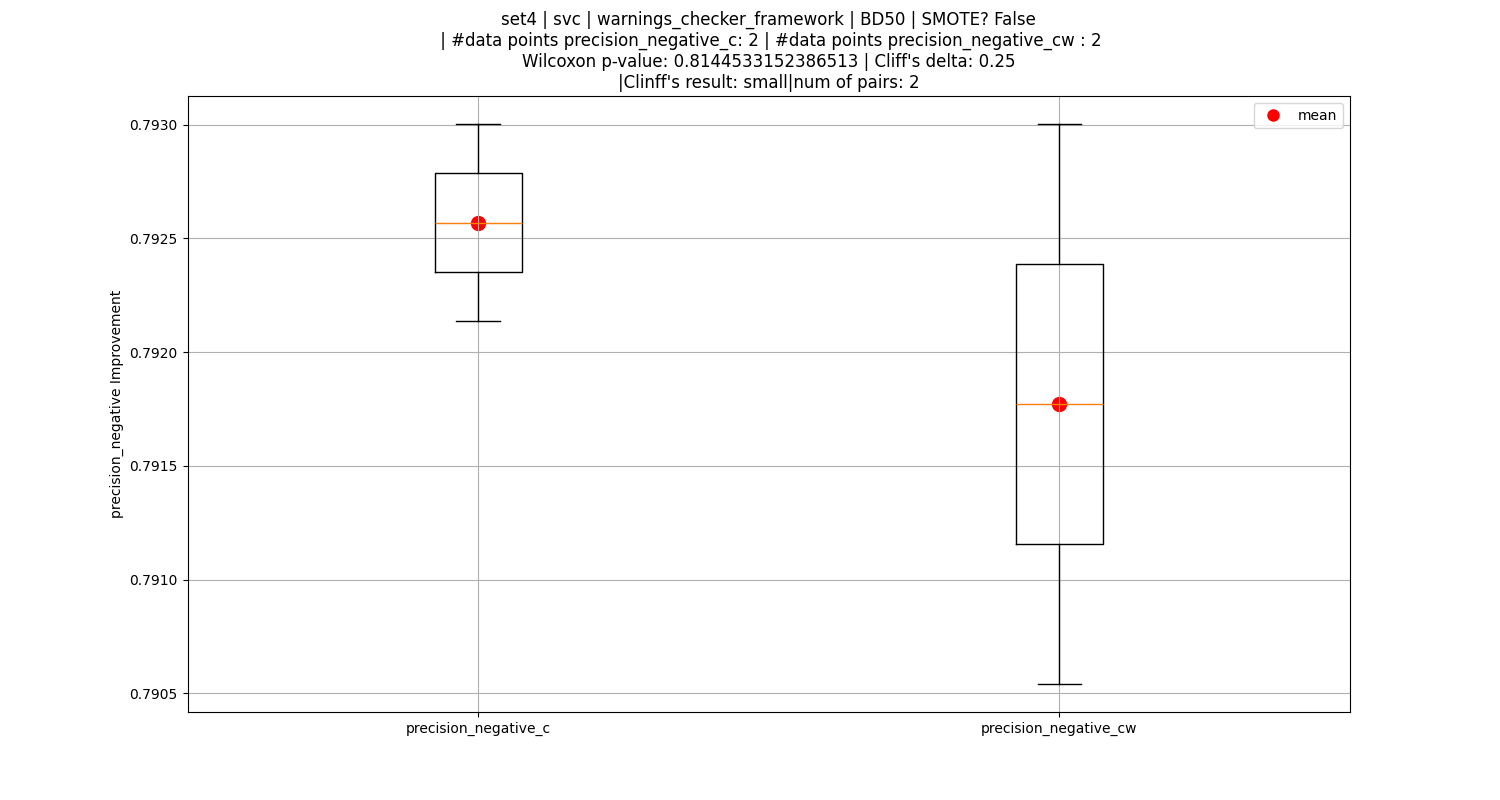 set4 | svc | warnings_checker_framework | BD50 | SMOTE? False
| #data points precision_negative_c: 2 | #data points precision_negative_cw : 2
Wilcoxon p-value: 0.8144533152386513 | Cliff's delta: 0.25
|Clinff's result: small|num of pairs: 2
mean
0.7930
0.7925
0.7920
0.7915
0.7910
0.7905
precision_negative Improvement
precision_negative_c
precision_negative_cw